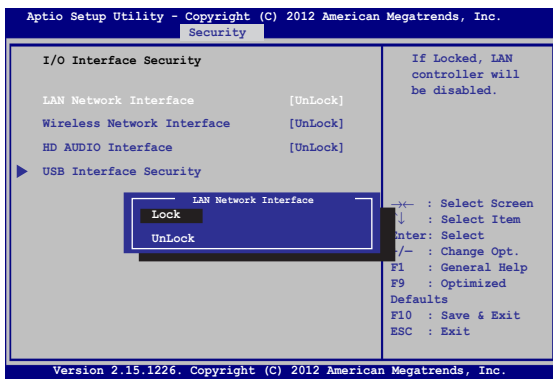 Aptio Setup Utility - Copyright (C) 2012 American Megatrends, Inc.
Security
I/O Interface Security
LAN Network Interface [UnLock]
Wireless Network Interface [UnLock]
HD AUDIO Interface [UnLock]
USB Interface Security
LAN Network Interface
Lock
UnLock
If Locked, LAN
controller will
be disabled.
→← : Select Screen
↓ : Select Item
Enter: Select
/— : Change Opt.
F1 : General Help
F9 : Optimized
Defaults
F10 : Save & Exit
ESC : Exit
Version 2.15.1226. Copyright (C) 2012 American Megatrends, Inc.